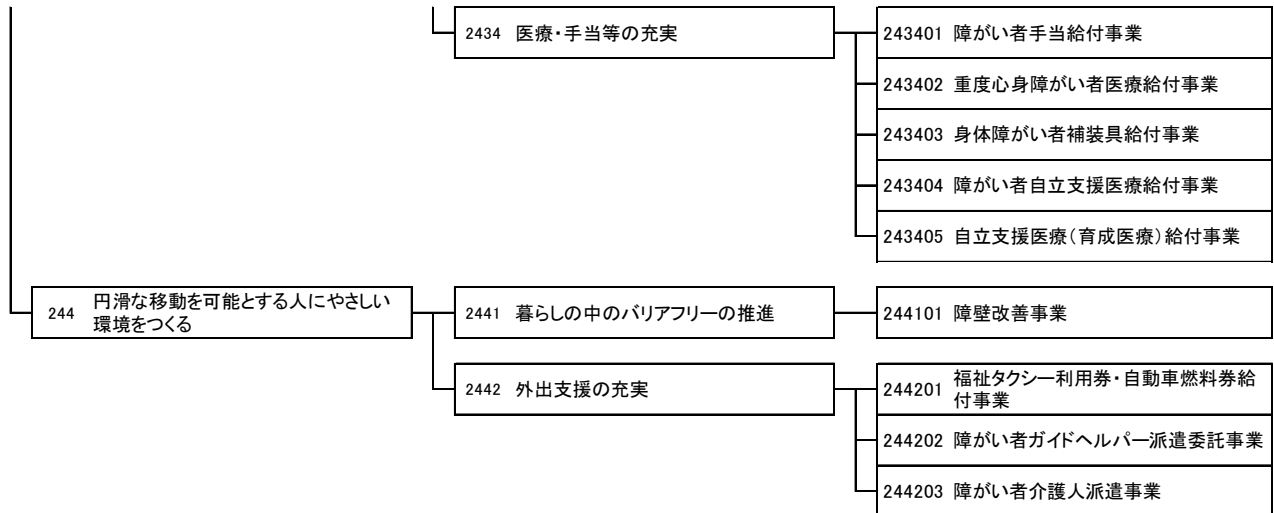 2434 医療・手当等の充実
243401 障がい者手当給付事業
243402 重度心身障がい者医療給付事業
243403 身体障がい者補装具給付事業
243404 障がい者自立支援医療給付事業
243405 自立支援医療(育成医療)給付事業
244 円滑な移動を可能とする人にやさしい
環境をつくる
2441 暮らしの中のバリアフリーの推進
244101 障壁改善事業
2442 外出支援の充実
244201 福祉タクシー利用券・自動車燃料券給
付事業
244202 障がい者ガイドヘルパー派遣委託事業
244203 障がい者介護人派遣事業